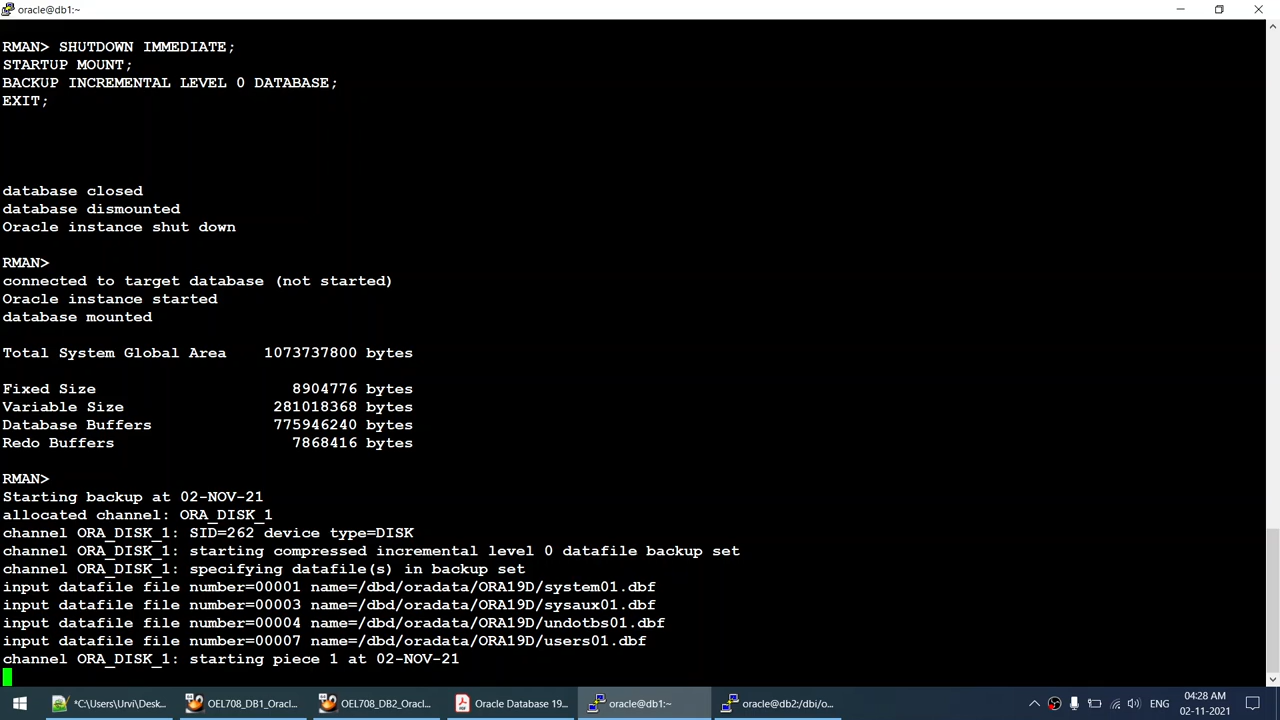 oracle@db1:~
RMAN> SHUTDOWN IMMEDIATE;
STARTUP MOUNT;
BACKUP INCREMENTAL LEVEL 0 DATABASE;
EXIT;
database closed
database dismounted
Oracle instance shut down
RMAN>
connected to target database (not started)
Oracle instance started
database mounted
Total System Global Area    1073737800 bytes
Fixed Size                     8904776 bytes
Variable Size                281018368 bytes
Database Buffers             775946240 bytes
Redo Buffers                   7868416 bytes
RMAN>
Starting backup at 02-NOV-21
allocated channel: ORA_DISK_1
channel ORA_DISK_1: SID=262 device type=DISK
channel ORA_DISK_1: starting compressed incremental level 0 datafile backup set
channel ORA_DISK_1: specifying datafile(s) in backup set
input datafile file number=00001 name=/dbd/oradata/ORA19D/system01.dbf
input datafile file number=00003 name=/dbd/oradata/ORA19D/sysaux01.dbf
input datafile file number=00004 name=/dbd/oradata/ORA19D/undotbs01.dbf
input datafile file number=00007 name=/dbd/oradata/ORA19D/users01.dbf
channel ORA_DISK_1: starting piece 1 at 02-NOV-21
*C:\Users\Urvi\Desk... OEL708_DB1_Oracl... OEL708_DB2_Oracl... Oracle Database 19... oracle@db1:~ oracle@db2:/dbi/o... ENG 04:28 AM
02-11-2021